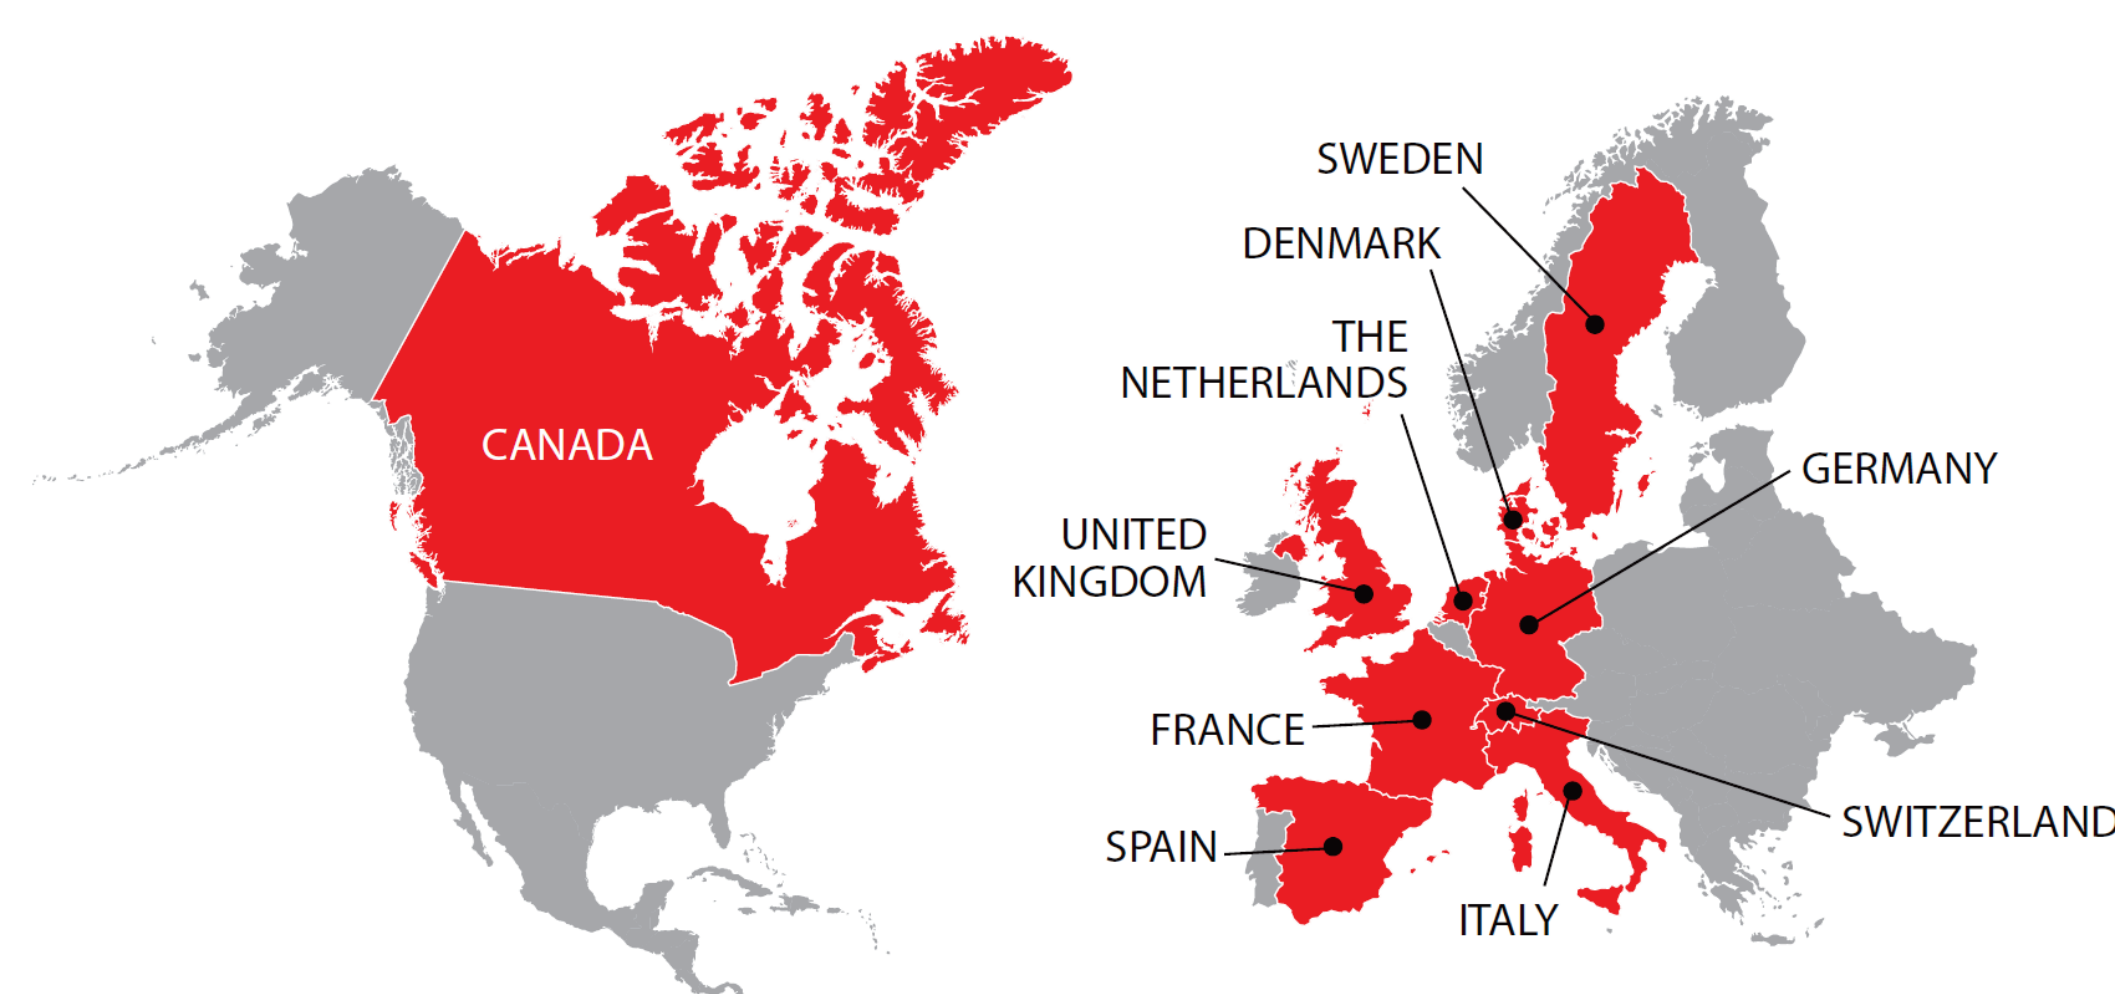 CANADA
SWEDEN
DENMARK
THE
NETHERLANDS
GERMANY
UNITED
KINGDOM
FRANCE
SWITZERLAND
SPAIN
ITALY